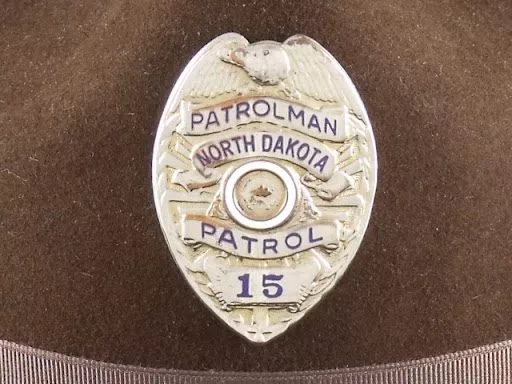 PATROLMAN
NORTH DAKOTA
PATROL
15